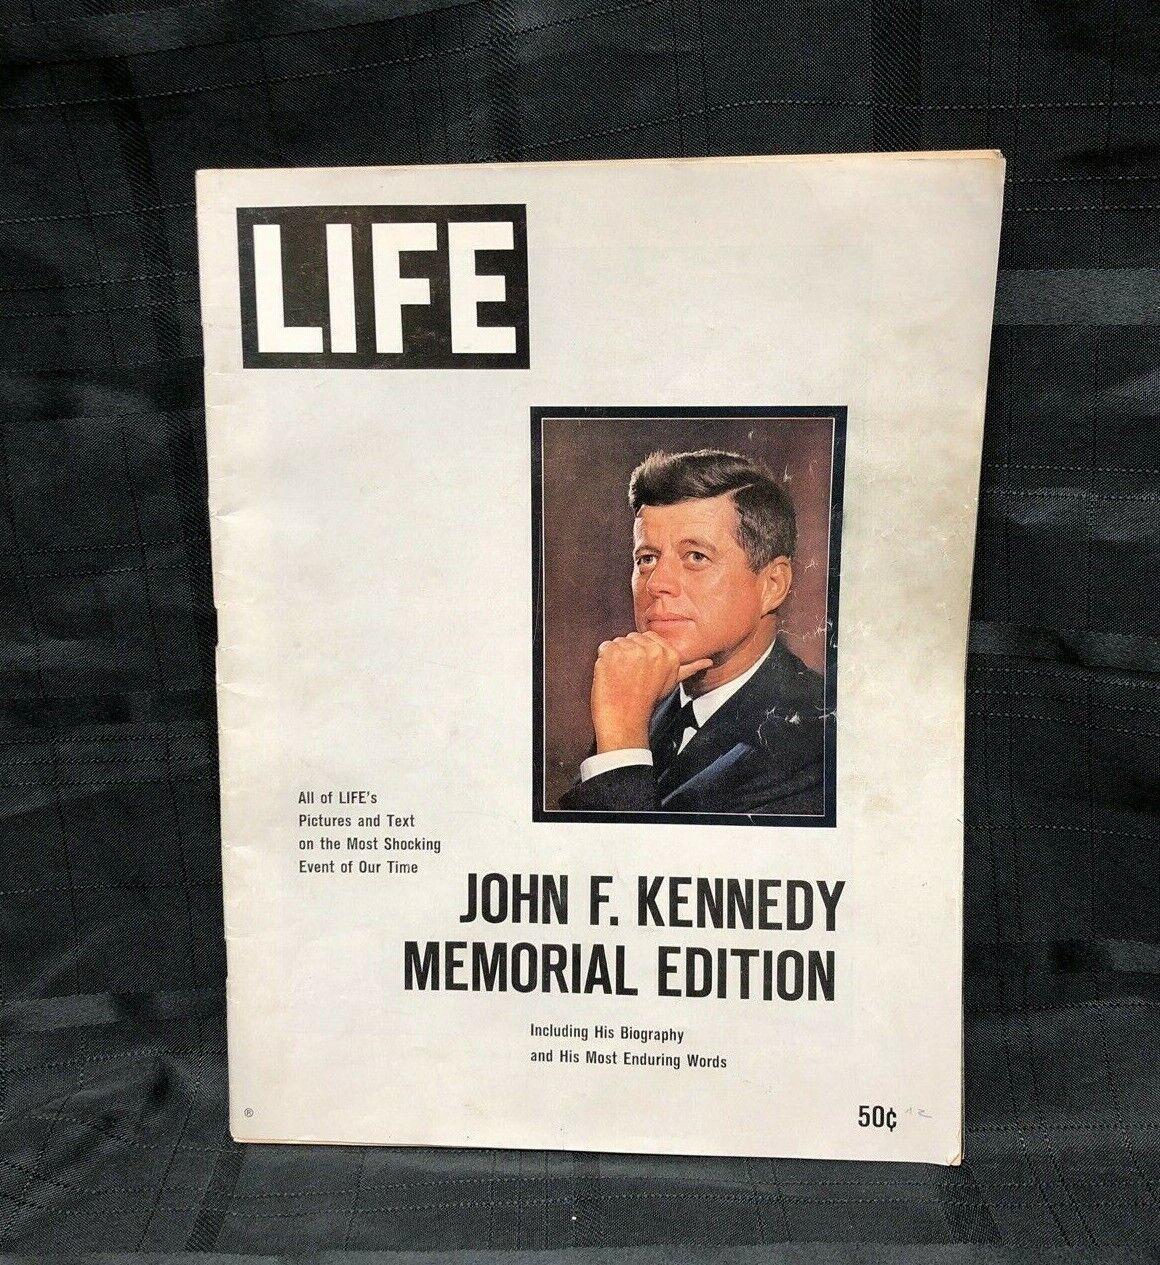 LIFE
All of LIFE's
Pictures and Text
on the Most Shocking
Event of Our Time
JOHN F. KENNEDY
MEMORIAL EDITION
Including His Biography
and His Most Enduring Words
®
50¢